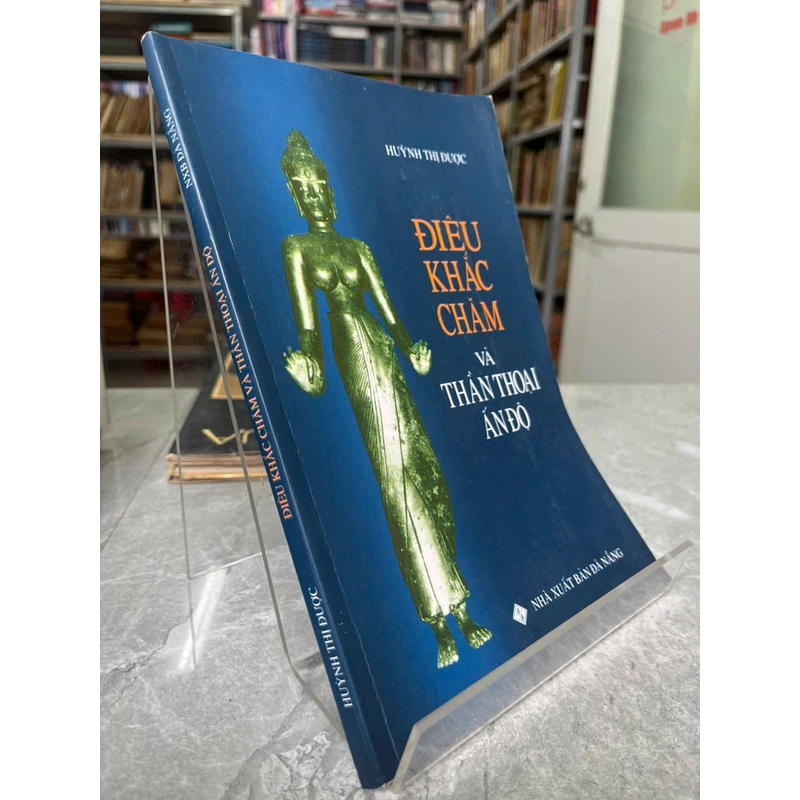 HUỲNH THỊ ĐƯỢC
ĐIÊU
KHẮC
CHĂM
VÀ
THẦN THOẠI
ẤN ĐỘ
NHÀ XUẤT BẢN ĐÀ NẴNG
NXB ĐÀ NẴNG
ĐIÊU KHẮC CHĂM VÀ THẦN THOẠI ẤN ĐỘ
HUỲNH THỊ ĐƯỢC